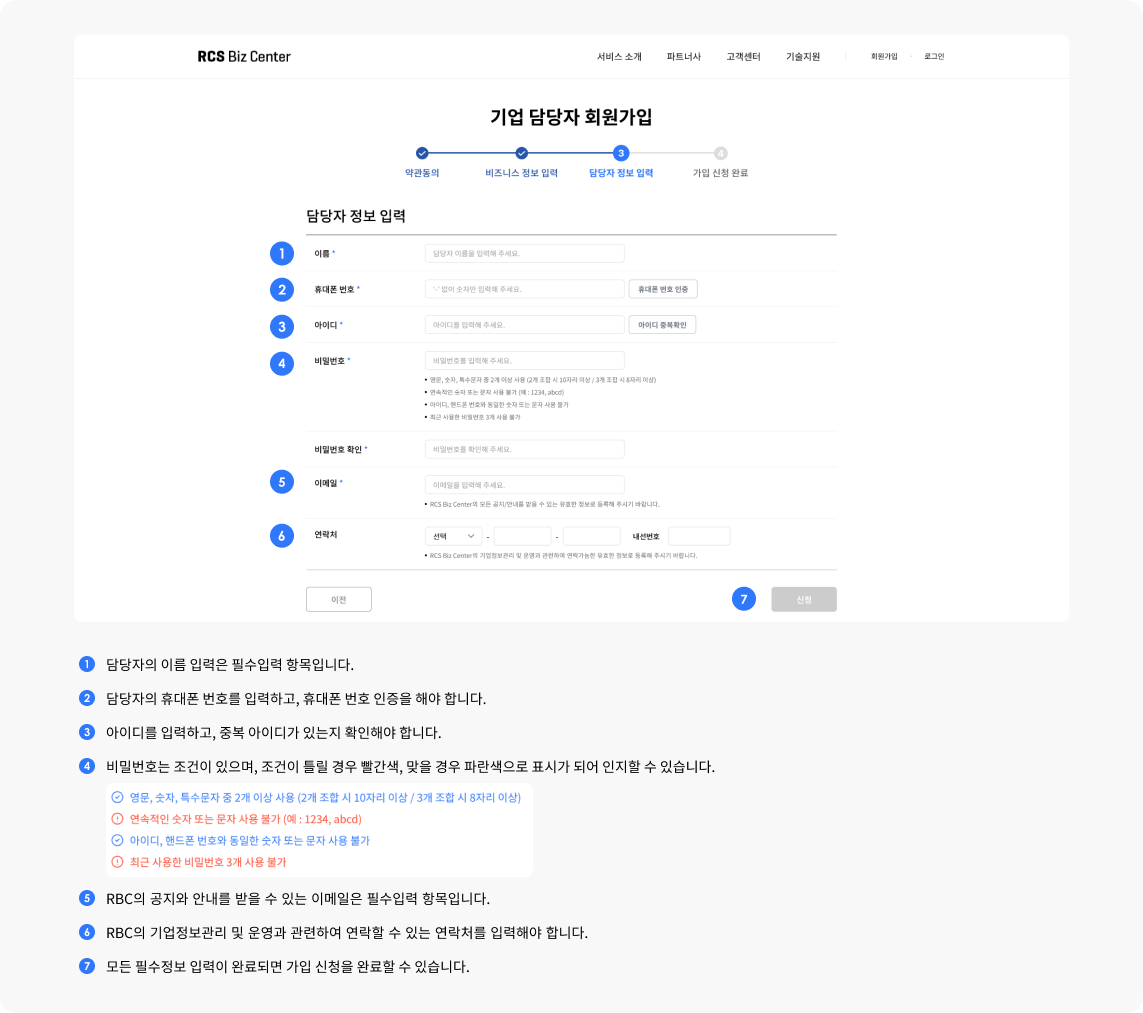 RCS Biz Center 서비스 소개 파트너사 고객센터 기술지원 회원가입 로그인
기업 담당자 회원가입
3 4
약관동의 비즈니스 정보 입력 담당자 정보 입력 가입 신청 완료
담당자 정보 입력
1 이름 * 담당자 이름을 입력해 주세요.
2 휴대폰 번호 * '-' 없이 숫자만 입력해 주세요. 휴대폰 번호 인증
3 아이디 * 아이디를 입력해 주세요. 아이디 중복확인
4 비밀번호 * 비밀번호를 입력해 주세요.
• 영문, 숫자, 특수문자 중 2개 이상 사용 (2개 조합 시 10자리 이상 / 3개 조합 시 8자리 이상)
• 연속적인 숫자 또는 문자 사용 불가 (예 : 1234, abcd)
• 아이디, 핸드폰 번호와 동일한 숫자 또는 문자 사용 불가
• 최근 사용한 비밀번호 3개 사용 불가
비밀번호 확인 * 비밀번호를 확인해 주세요.
5 이메일 * 이메일을 입력해 주세요.
• RCS Biz Center의 모든 공지/안내를 받을 수 있는 유효한 정보로 등록해 주시기 바랍니다.
6 연락처 선택 - - 내선번호
• RCS Biz Center의 기업정보관리 및 운영과 관련하여 연락가능한 유효한 정보로 등록해 주시기 바랍니다.
이전 7 신청
1 담당자의 이름 입력은 필수입력 항목입니다.
2 담당자의 휴대폰 번호를 입력하고, 휴대폰 번호 인증을 해야 합니다.
3 아이디를 입력하고, 중복 아이디가 있는지 확인해야 합니다.
4 비밀번호는 조건이 있으며, 조건이 틀릴 경우 빨간색, 맞을 경우 파란색으로 표시가 되어 인지할 수 있습니다.
영문, 숫자, 특수문자 중 2개 이상 사용 (2개 조합 시 10자리 이상 / 3개 조합 시 8자리 이상)
연속적인 숫자 또는 문자 사용 불가 (예 : 1234, abcd)
아이디, 핸드폰 번호와 동일한 숫자 또는 문자 사용 불가
최근 사용한 비밀번호 3개 사용 불가
5 RBC의 공지와 안내를 받을 수 있는 이메일은 필수입력 항목입니다.
6 RBC의 기업정보관리 및 운영과 관련하여 연락할 수 있는 연락처를 입력해야 합니다.
7 모든 필수정보 입력이 완료되면 가입 신청을 완료할 수 있습니다.